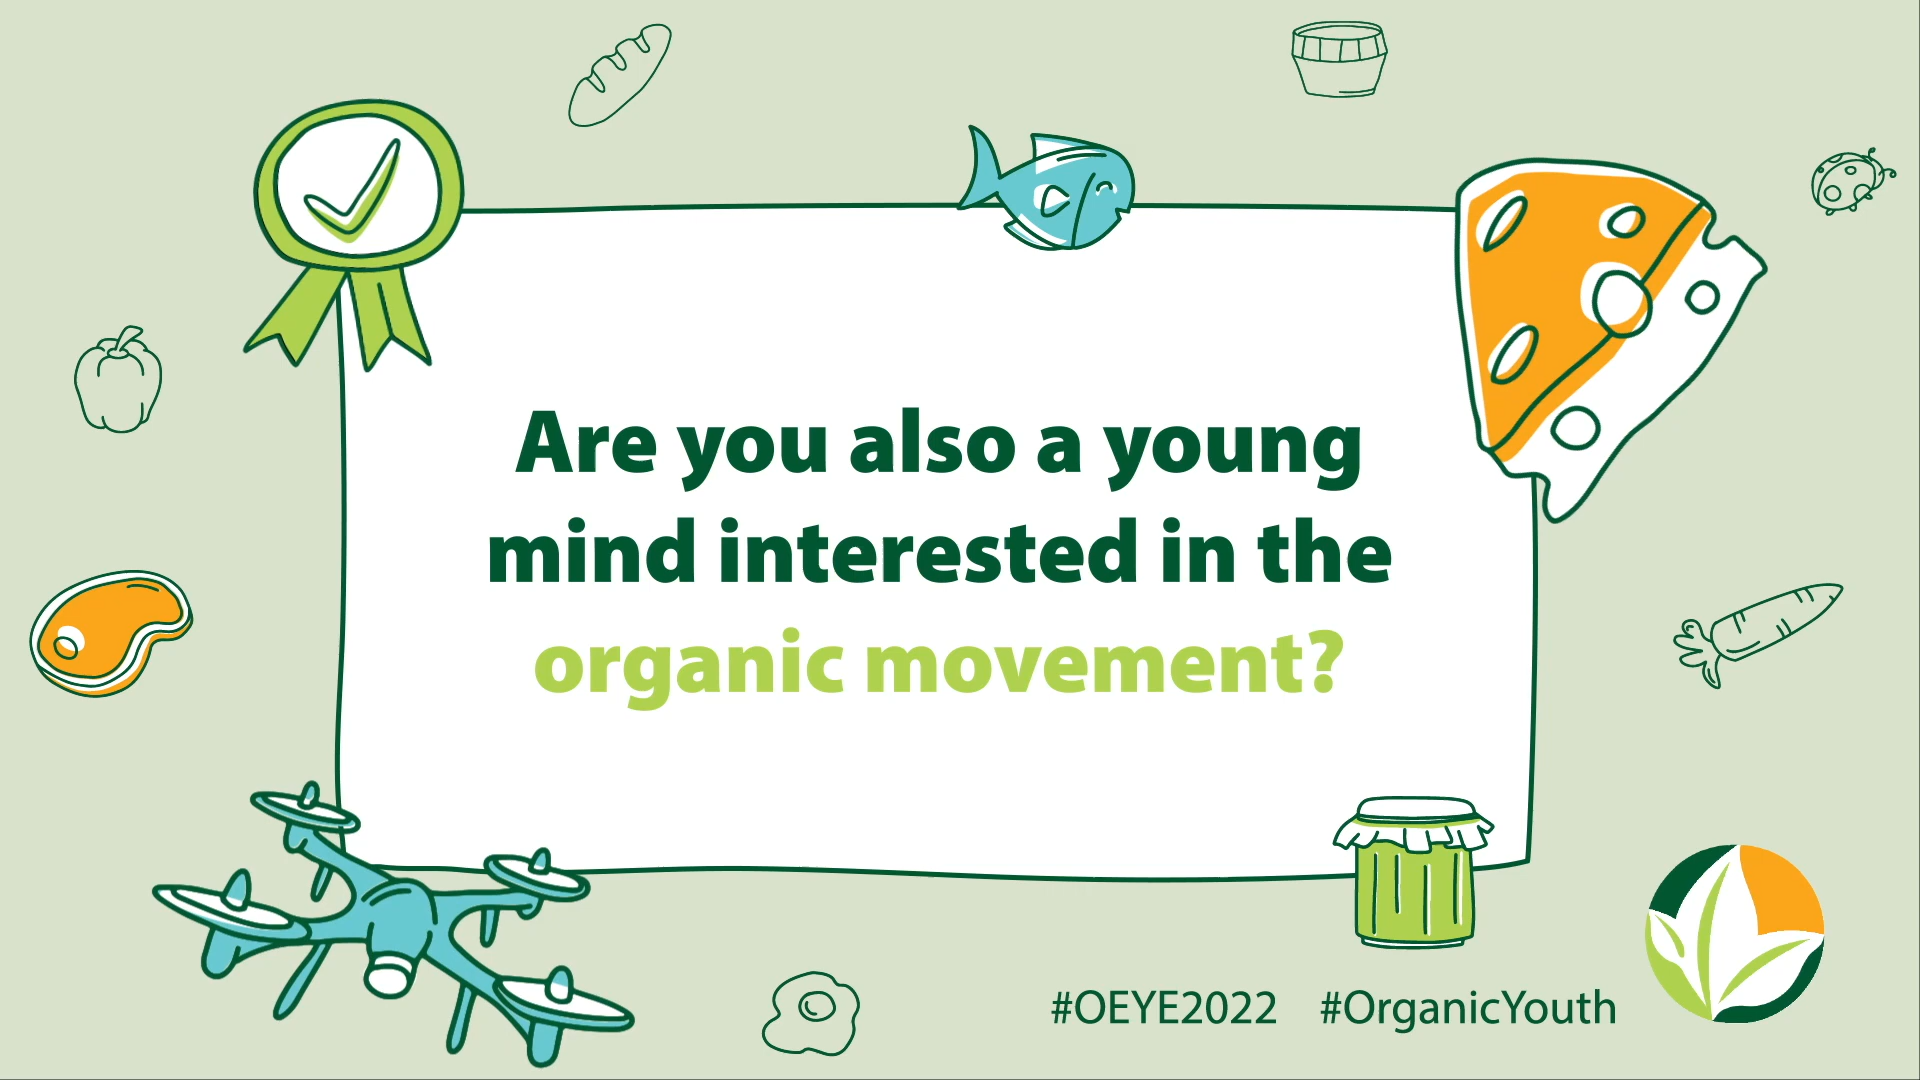 Are you also a young
mind interested in the
organic movement?
#OEYE2022 #OrganicYouth